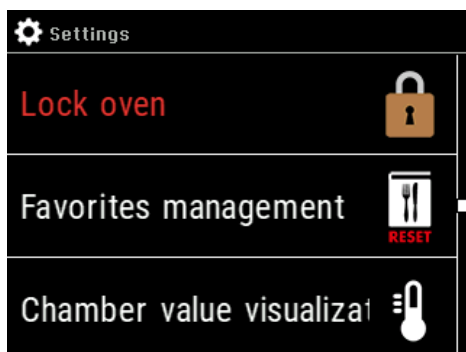 Settings
Lock oven
Favorites management
RESET
Chamber value visualizat